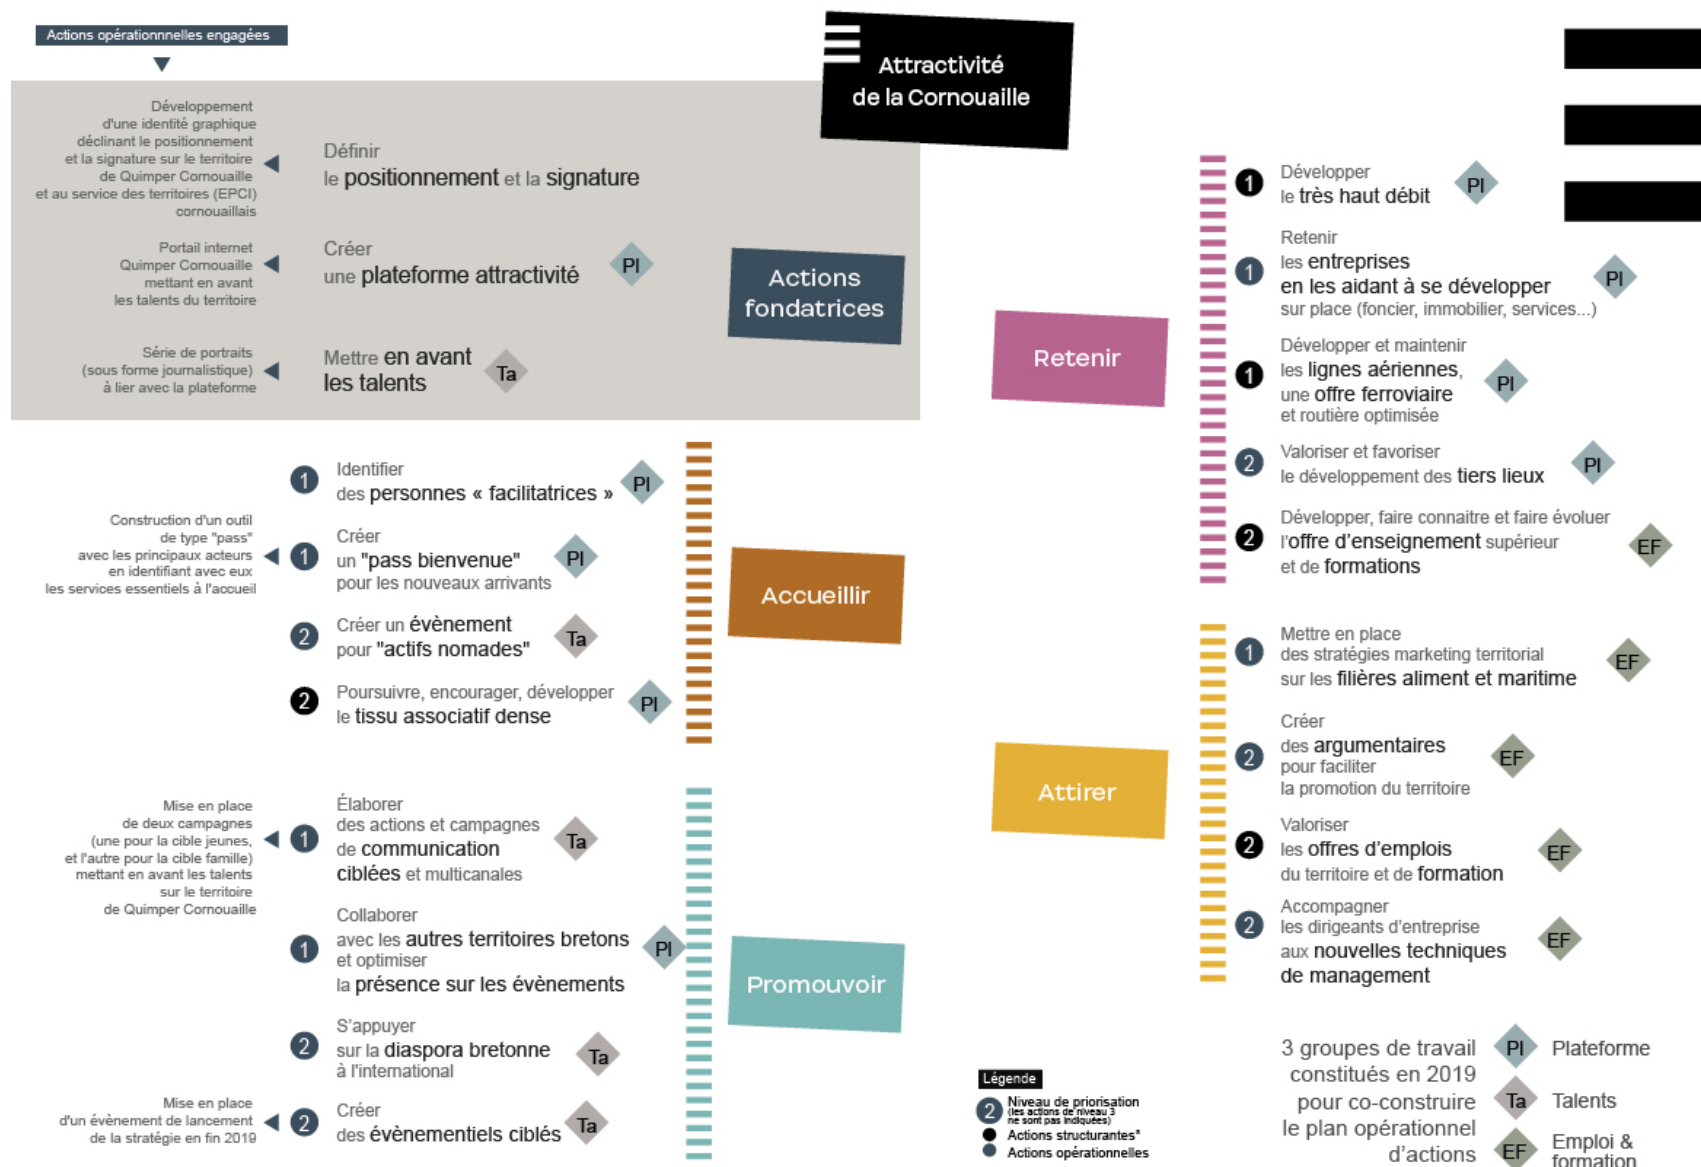 Actions opérationnnelles engagées
Attractivité
de la Cornouaille
Développement
d'une identité graphique
déclinant le positionnement
et la signature sur le territoire
de Quimper Cornouaille
et au service des territoires (EPCI)
cornouaillais
Définir
le positionnement et la signature
Portail internet
Quimper Cornouaille
mettant en avant
les talents du territoire
Créer
une plateforme attractivité
PI
Série de portraits
(sous forme journalistique)
à lier avec la plateforme
Mettre en avant
les talents
Ta
Actions
fondatrices
1
Identifier
des personnes « facilitatrices »
PI
Construction d'un outil
de type "pass"
avec les principaux acteurs
en identifiant avec eux
les services essentiels à l'accueil
1
Créer
un "pass bienvenue"
pour les nouveaux arrivants
PI
2
Créer un évènement
pour "actifs nomades"
Ta
2
Poursuivre, encourager, développer
le tissu associatif dense
PI
Accueillir
Mise en place
de deux campagnes
(une pour la cible jeunes,
et l'autre pour la cible famille)
mettant en avant les talents
sur le territoire
de Quimper Cornouaille
1
Élaborer
des actions et campagnes
de communication
ciblées et multicanales
Ta
1
Collaborer
avec les autres territoires bretons
et optimiser
la présence sur les évènements
PI
2
S'appuyer
sur la diaspora bretonne
à l'international
Ta
Mise en place
d'un évènement de lancement
de la stratégie en fin 2019
2
Créer
des évènementiels ciblés
Ta
Promouvoir
Retenir
1
Développer
le très haut débit
PI
1
Retenir
les entreprises
en les aidant à se développer
sur place (foncier, immobilier, services...)
PI
1
Développer et maintenir
les lignes aériennes,
une offre ferroviaire
et routière optimisée
PI
2
Valoriser et favoriser
le développement des tiers lieux
PI
2
Développer, faire connaitre et faire évoluer
l'offre d'enseignement supérieur
et de formations
EF
Attirer
1
Mettre en place
des stratégies marketing territorial
sur les filières aliment et maritime
EF
2
Créer
des argumentaires
pour faciliter
la promotion du territoire
EF
2
Valoriser
les offres d'emplois
du territoire et de formation
EF
2
Accompagner
les dirigeants d'entreprise
aux nouvelles techniques
de management
EF
Légende
2
Niveau de priorisation
(les actions de niveau 3
ne sont pas indiquées)
Actions structurantes*
Actions opérationnelles
3 groupes de travail
constitués en 2019
pour co-construire
le plan opérationnel
d'actions
PI Plateforme
Ta Talents
EF Emploi &
formation